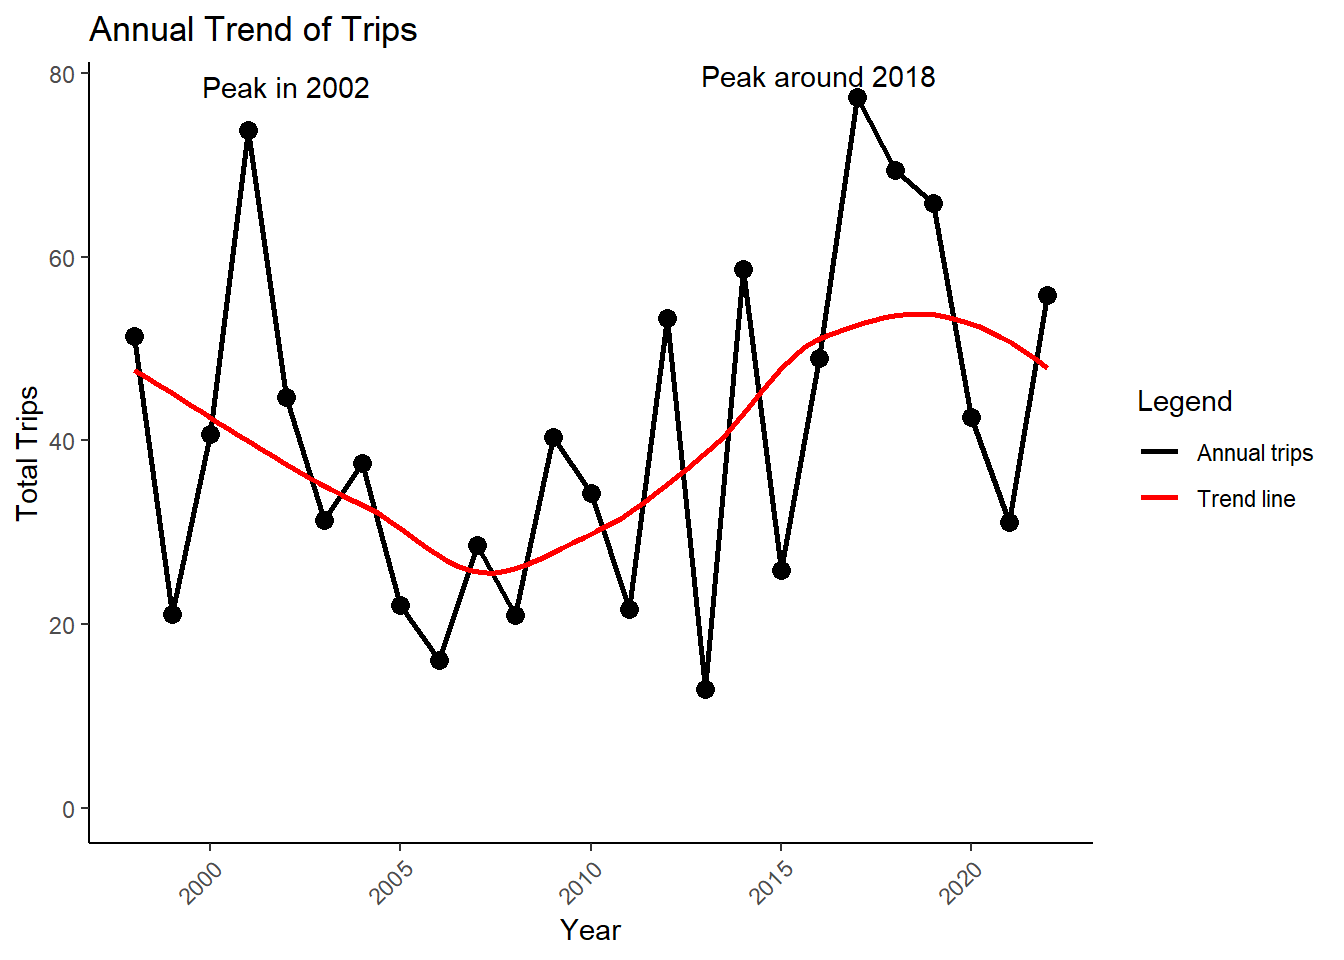 Annual Trend of Trips
Peak in 2002
Peak around 2018
80
60
40
20
0
Total Trips
2000
2005
2010
2015
2020
Year
Legend
Annual trips
Trend line